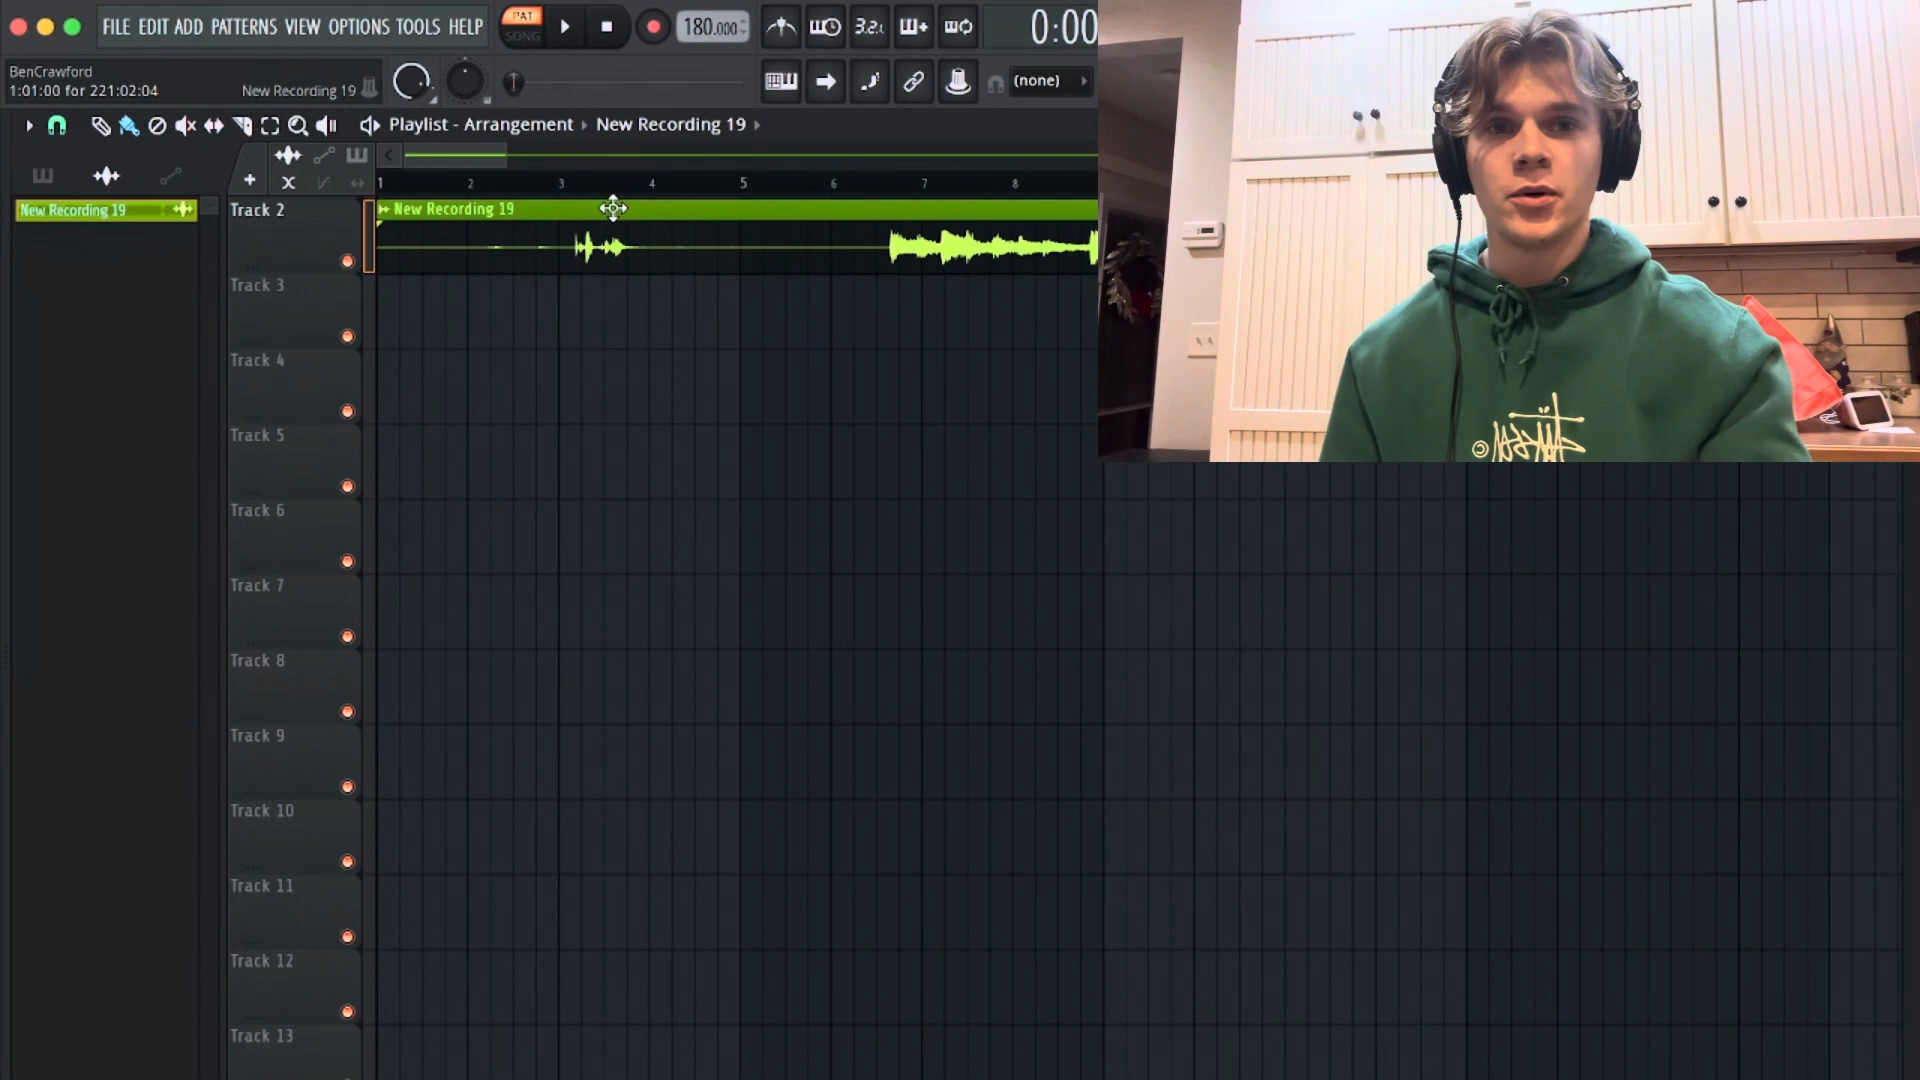 FILE EDIT ADD PATTERNS VIEW OPTIONS TOOLS HELP
PAT
SONG
180.000
3.2.
0:00
BenCrawford
1:01:00 for 221:02:04
New Recording 19
(none)
Playlist - Arrangement
New Recording 19
1 2 3 4 5 6 7 8
New Recording 19
Track 2
New Recording 19
Track 3
Track 4
Track 5
Track 6
Track 7
Track 8
Track 9
Track 10
Track 11
Track 12
Track 13